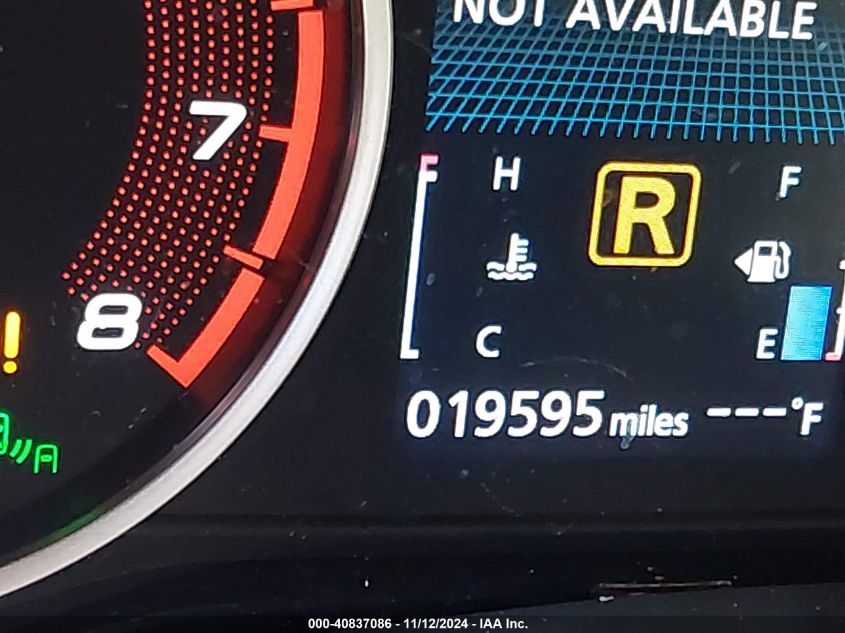 NOT AVAILABLE
7
8
H
R
F
C
E
019595 miles ---°F
000-40837086 - 11/12/2024 - IAA Inc.